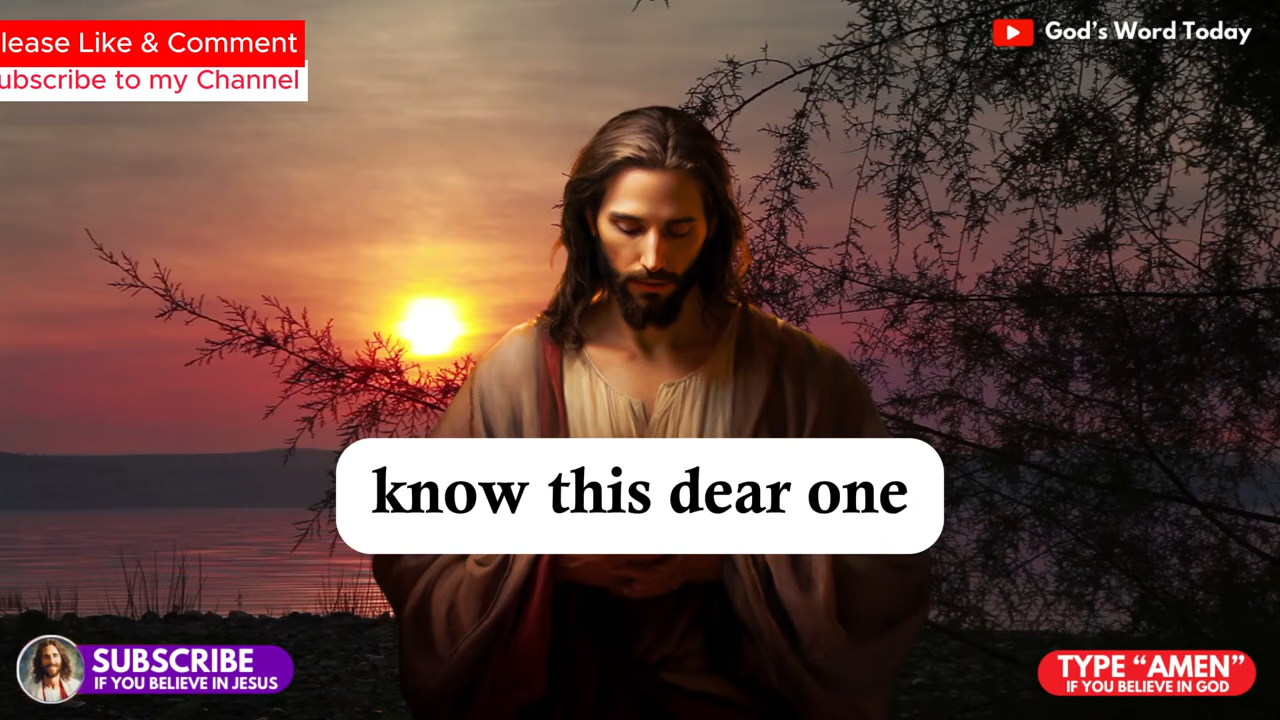 lease Like & Comment
ubscribe to my Channel
God's Word Today
know this dear one
SUBSCRIBE
IF YOU BELIEVE IN JESUS
TYPE “AMEN”
IF YOU BELIEVE IN GOD